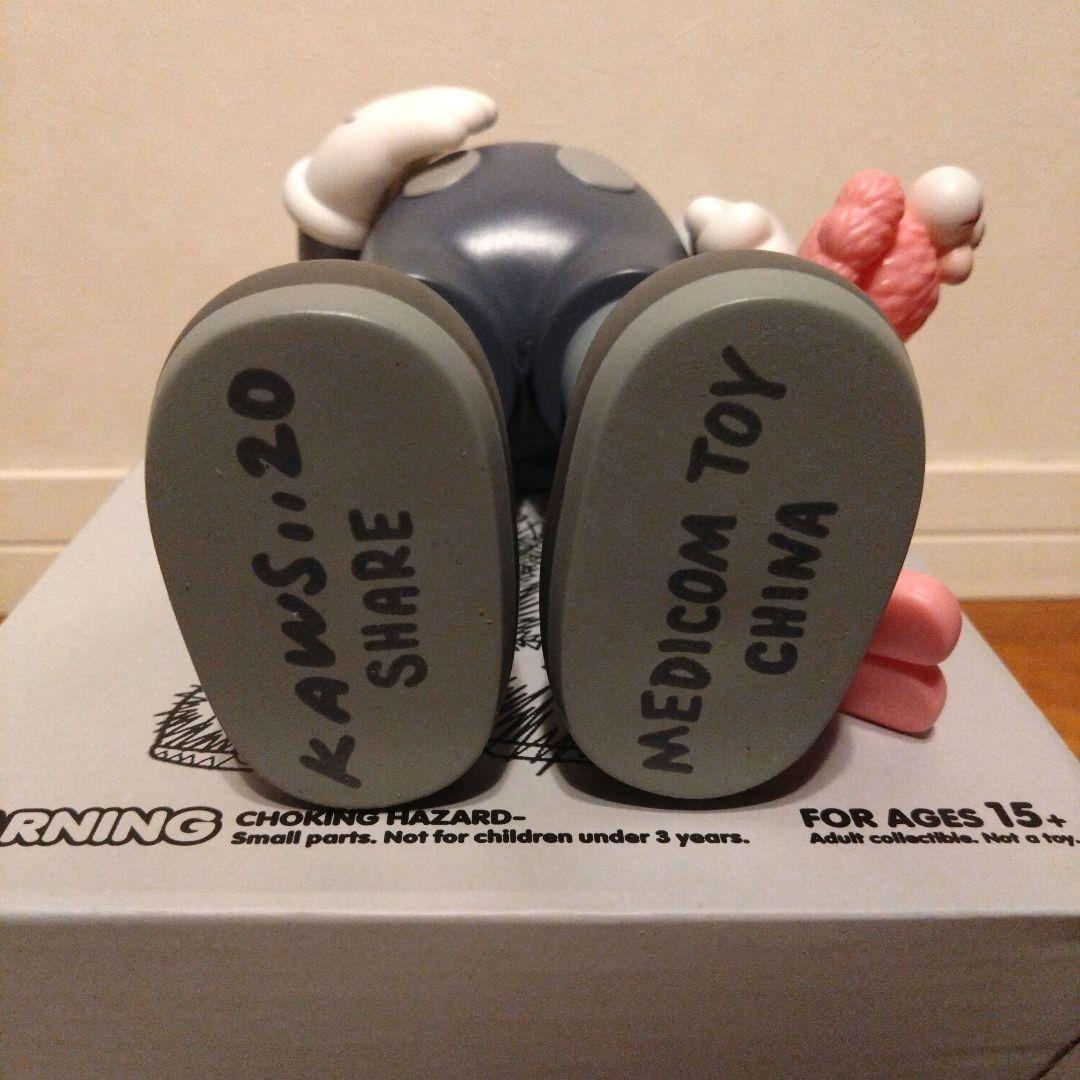 KAWS,,20
SHARE
MEDICOM TOY
CHINA
RNING
CHOKING HAZARD–
Small parts. Not for children under 3 years.
FOR AGES 15+
Adult collectible. Not a toy.